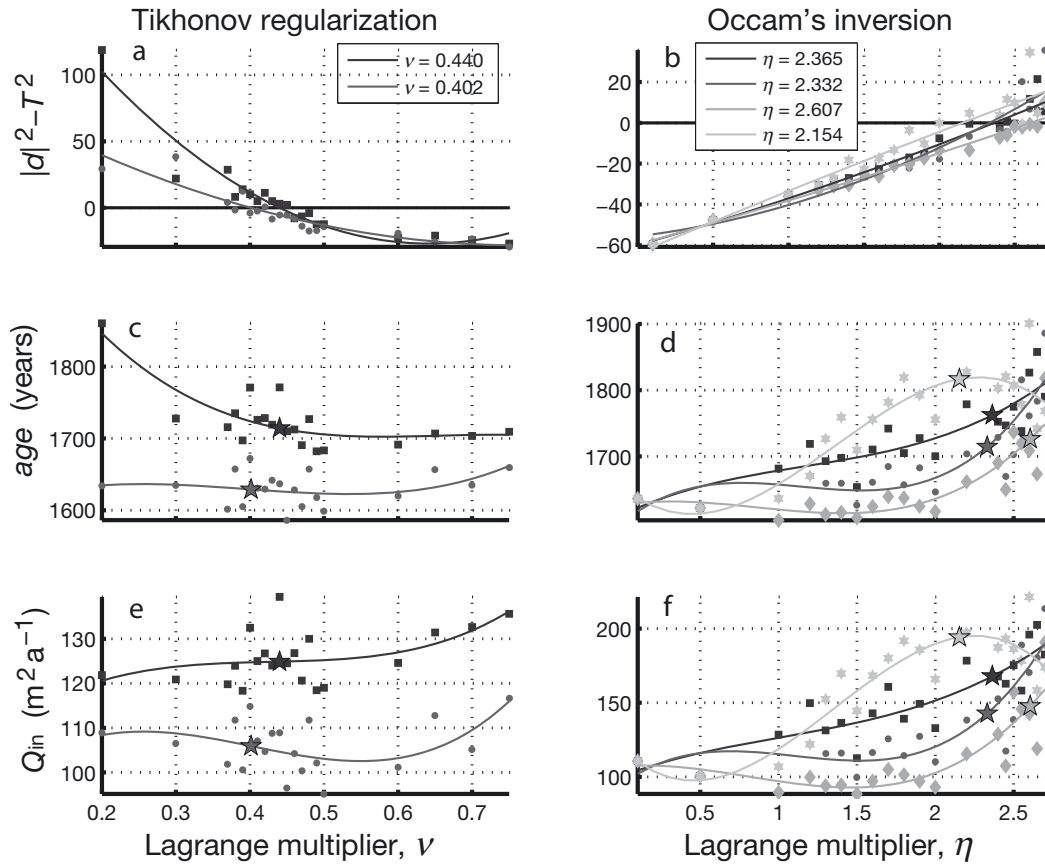 Tikhonov regularization
Occam's inversion
a
ν = 0.440
ν = 0.402
100
50
0
|d|²–T²
b
η = 2.365
η = 2.332
η = 2.607
η = 2.154
20
0
−20
−40
−60
c
1800
1700
1600
age (years)
d
1900
1800
1700
e
130
120
110
100
Qin (m² a⁻¹)
0.2 0.3 0.4 0.5 0.6 0.7
Lagrange multiplier, ν
f
200
150
100
0.5 1 1.5 2 2.5
Lagrange multiplier, η